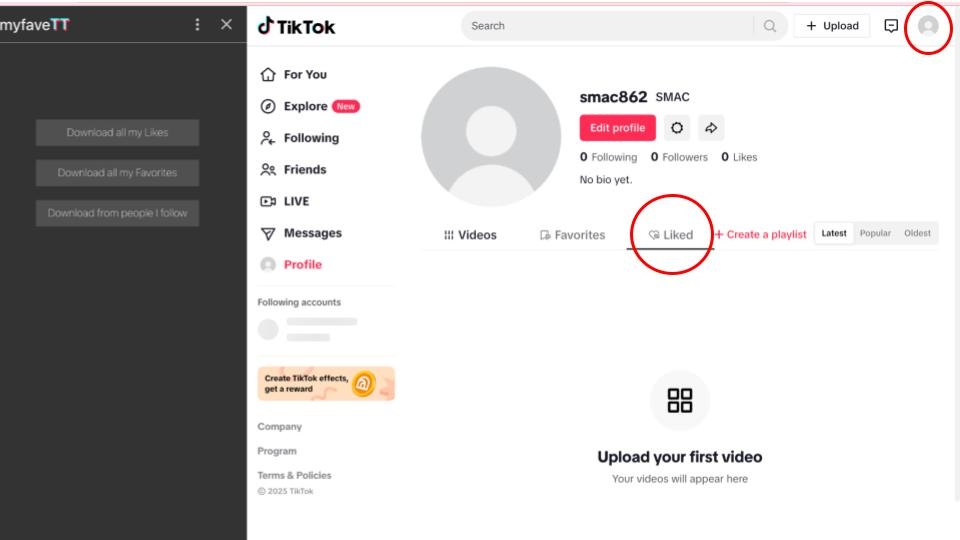 myfaveTT
Download all my Likes
Download all my Favorites
Download from people I follow
TikTok
Search
+ Upload
For You
Explore New
Following
Friends
LIVE
Messages
Profile
Following accounts
Create TikTok effects,
get a reward
Company
Program
Terms & Policies
© 2025 TikTok
smac862 SMAC
Edit profile
0 Following 0 Followers 0 Likes
No bio yet.
Videos Favorites Liked + Create a playlist Latest Popular Oldest
Upload your first video
Your videos will appear here